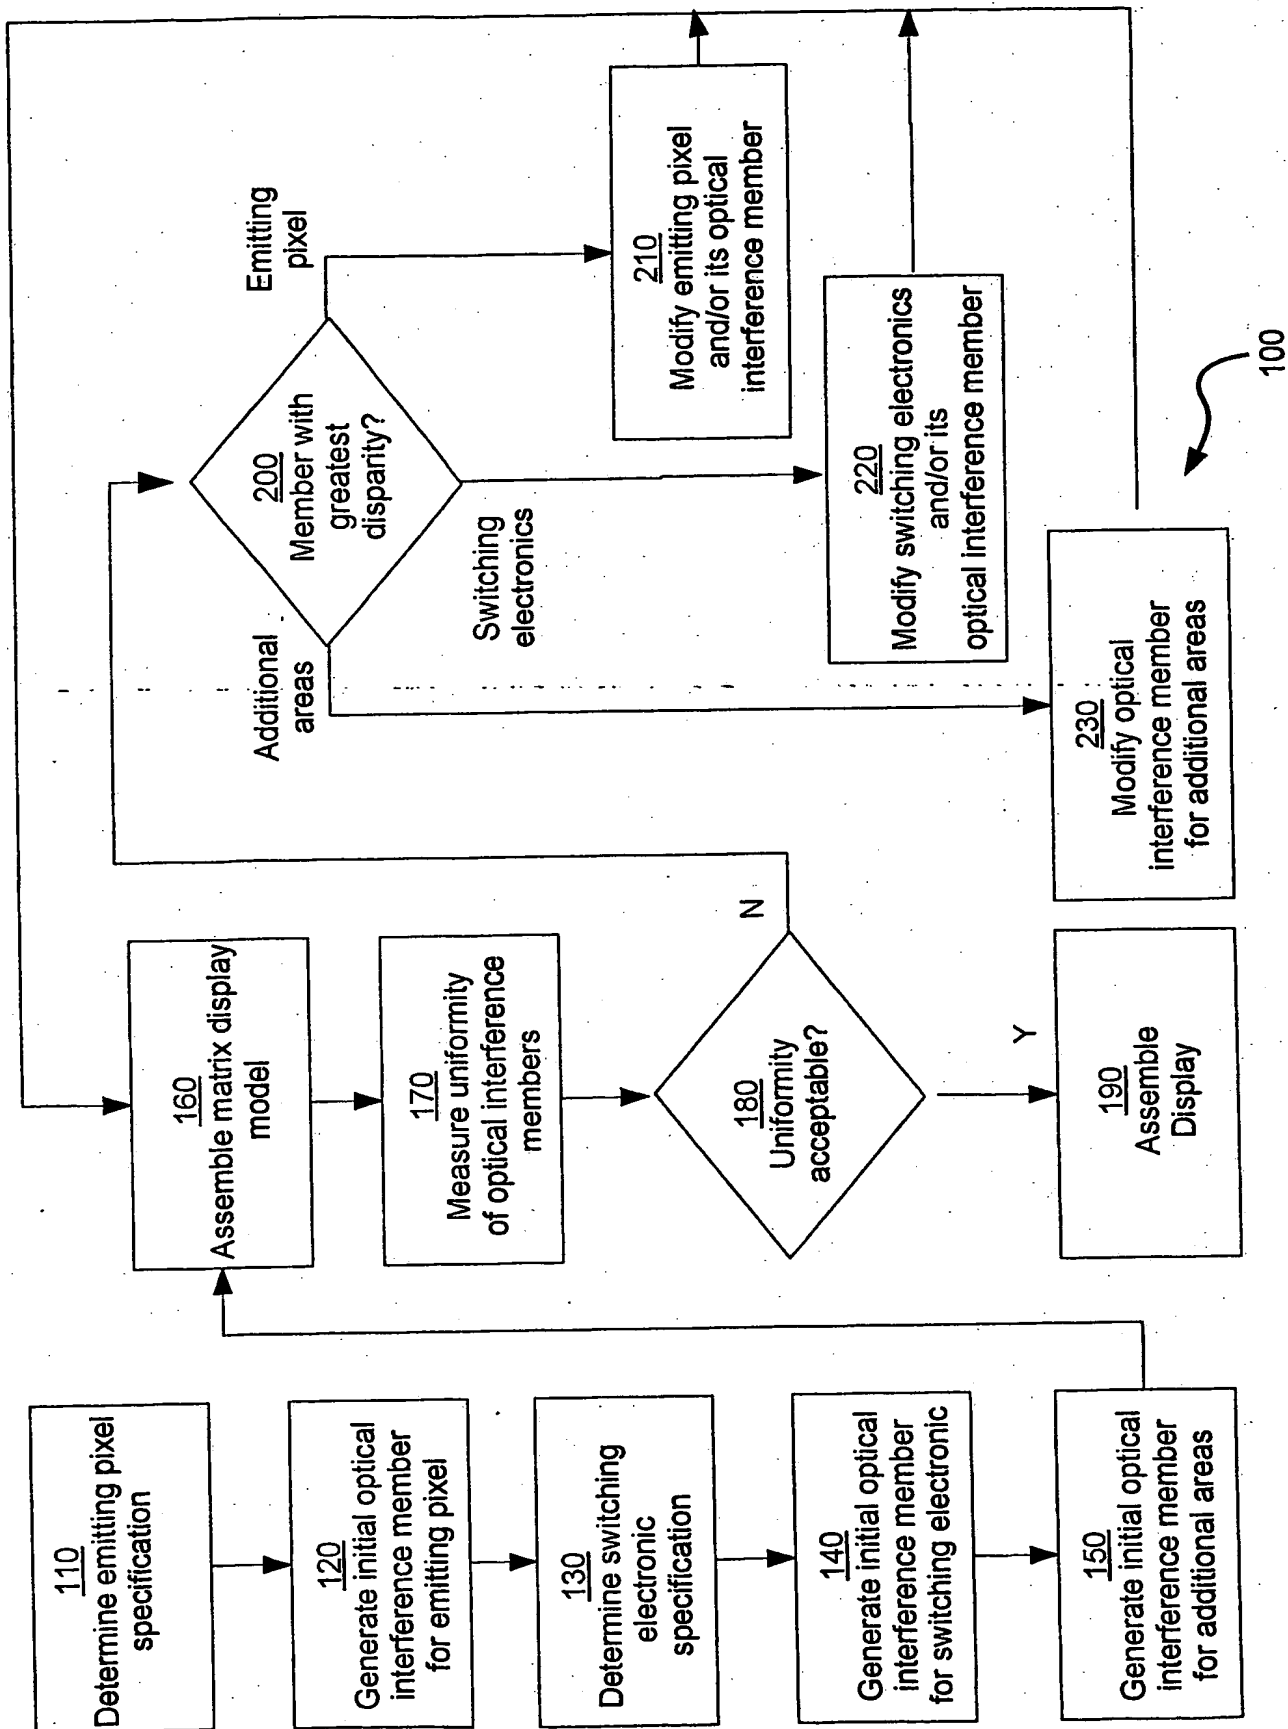 110
Determine emitting pixel
specification
120
Generate initial optical
interference member
for emitting pixel
130
Determine switching
electronic
specification
140
Generate initial optical
interference member
for switching electronic
150
Generate initial optical
interference member
for additional areas
160
Assemble matrix display
model
170
Measure uniformity
of optical interference
members
180
Uniformity
acceptable?
N
Y
190
Assemble
Display
200
Member with
greatest
disparity?
Additional
areas
Switching
electronics
Emitting
pixel
210
Modify emitting pixel
and/or its optical
interference member
220
Modify switching electronics
and/or its
optical interference member
230
Modify optical
interference member
for additional areas
100